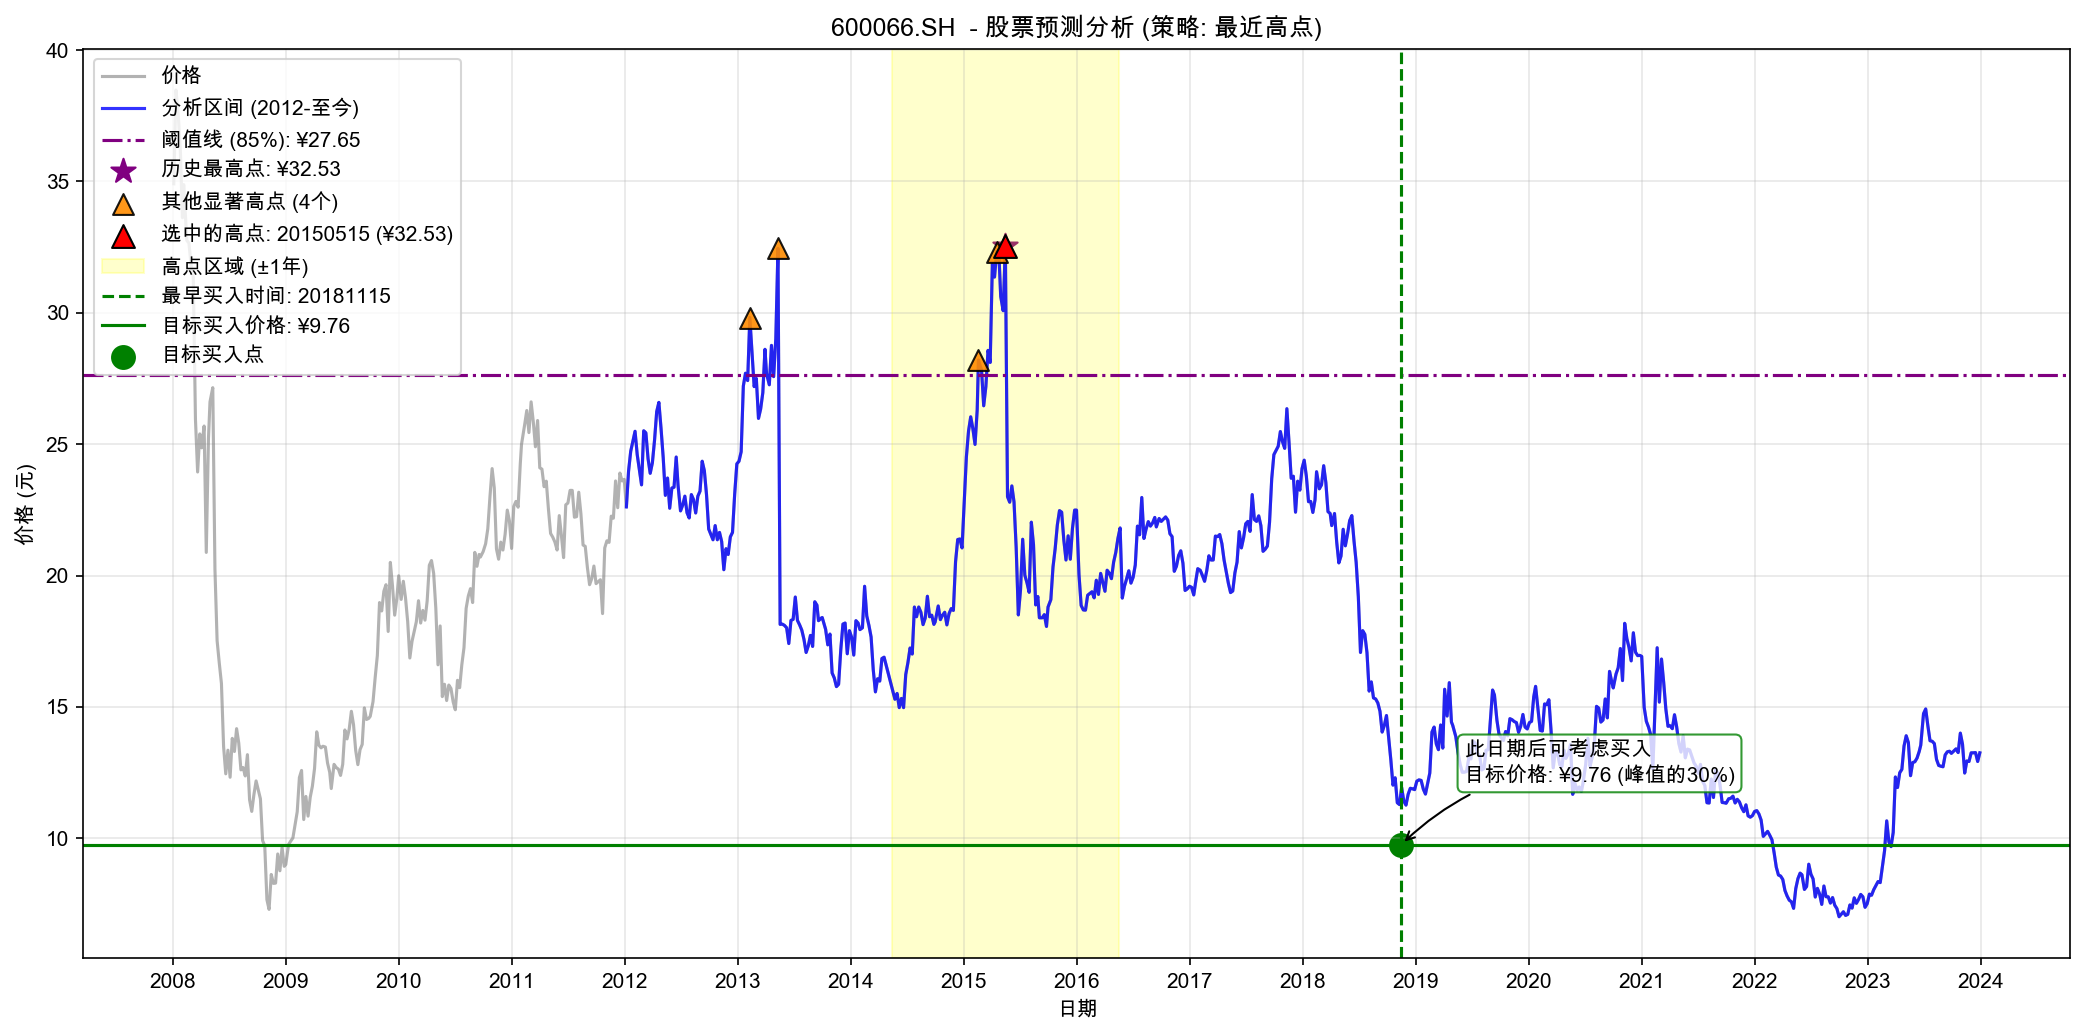 600066.SH - 股票预测分析 (策略: 最近高点)
价格
分析区间 (2012-至今)
阈值线 (85%): ¥27.65
历史最高点: ¥32.53
其他显著高点 (4个)
选中的高点: 20150515 (¥32.53)
高点区域 (±1年)
最早买入时间: 20181115
目标买入价格: ¥9.76
目标买入点
价格 (元)
40
35
30
25
20
15
10
此日期后可考虑买入
目标价格: ¥9.76 (峰值的30%)
2008 2009 2010 2011 2012 2013 2014 2015 2016 2017 2018 2019 2020 2021 2022 2023 2024
日期